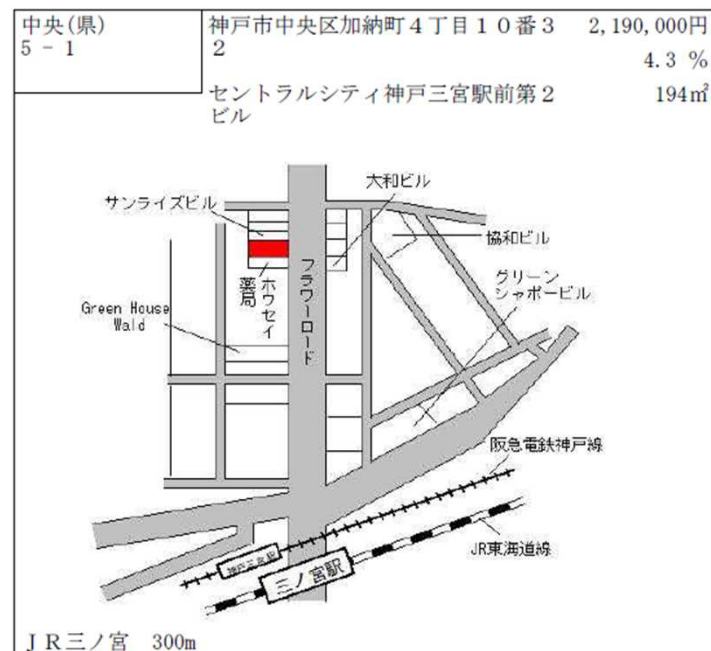 中央(県)
5 - 1
神戸市中央区加納町４丁目１０番３
２
2,190,000円
4.3 %
セントラルシティ神戸三宮駅前第２
ビル
194㎡
大和ビル
サンライズビル
協和ビル
グリーン
シャポービル
ホウセイ
薬局
フラワーロード
Green House
Wald
阪急電鉄神戸線
JR東海道線
神戸三宮駅
三ノ宮駅
ＪＲ三ノ宮　300m